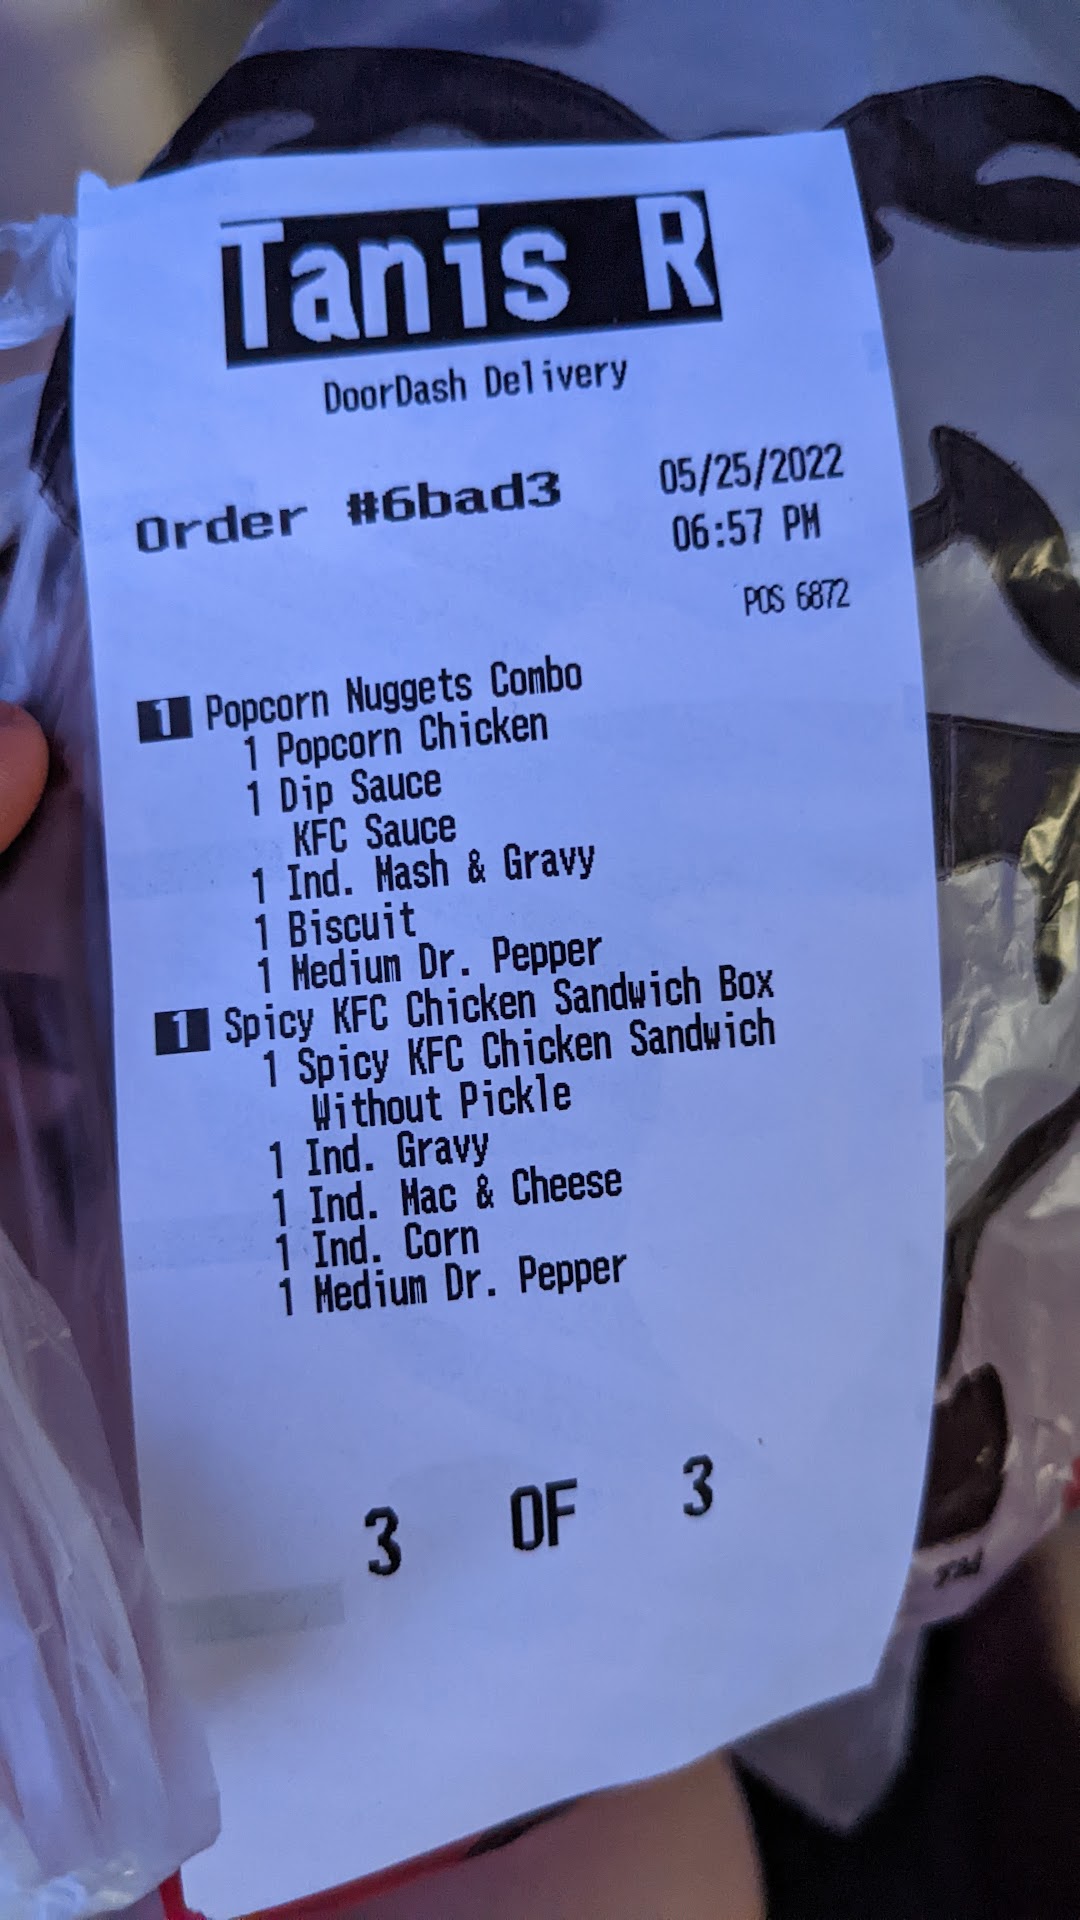 Tanis R
DoorDash Delivery
Order #6bad3
05/25/2022
06:57 PM
POS 6872
1 Popcorn Nuggets Combo
1 Popcorn Chicken
1 Dip Sauce
KFC Sauce
1 Ind. Mash & Gravy
1 Biscuit
1 Medium Dr. Pepper
1 Spicy KFC Chicken Sandwich Box
1 Spicy KFC Chicken Sandwich
Without Pickle
1 Ind. Gravy
1 Ind. Mac & Cheese
1 Ind. Corn
1 Medium Dr. Pepper
3 OF 3